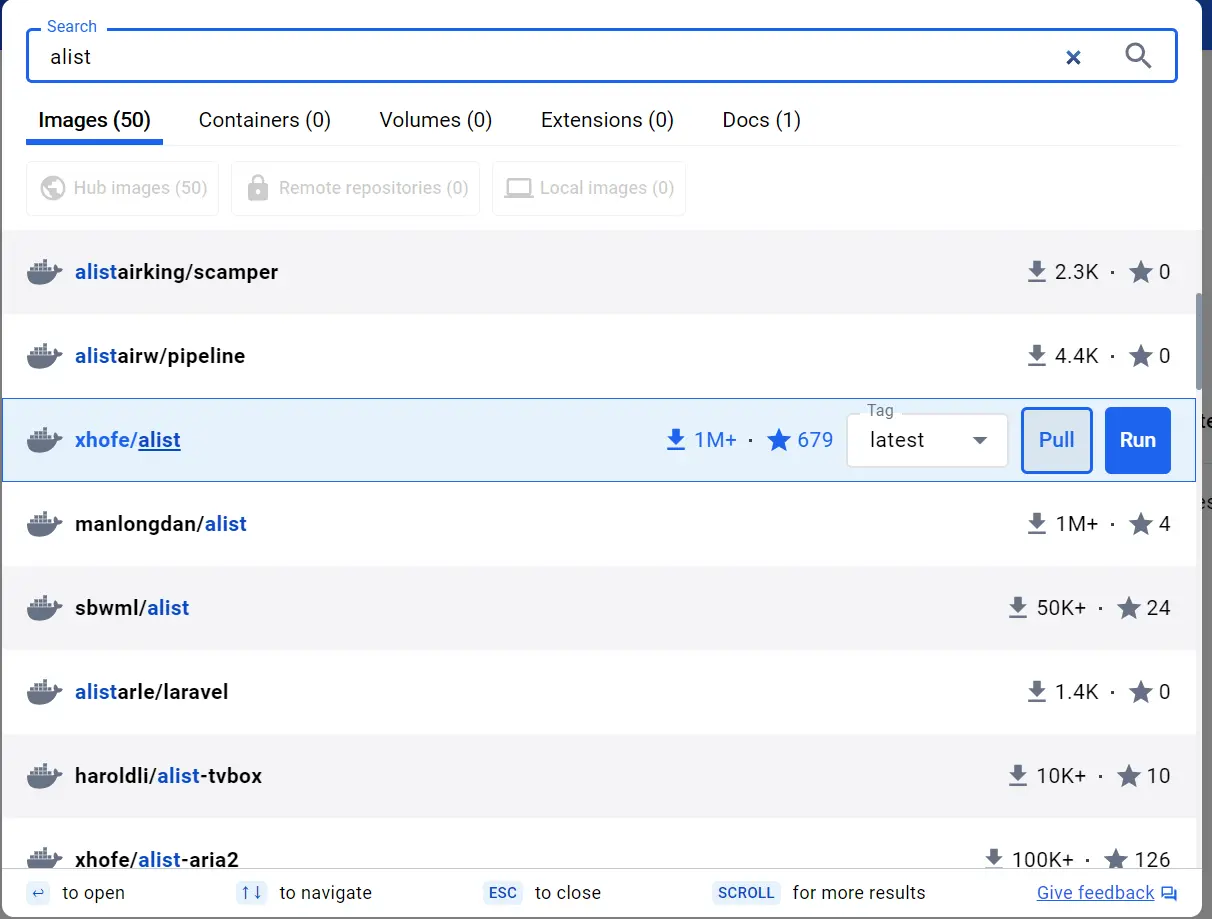 Search
alist
Images (50) Containers (0) Volumes (0) Extensions (0) Docs (1)
Hub images (50) Remote repositories (0) Local images (0)
alistairking/scamper 2.3K · 0
alistairw/pipeline 4.4K · 0
Tag
xhofe/alist 1M+ · 679 latest Pull Run
manlongdan/alist 1M+ · 4
sbwml/alist 50K+ · 24
alistarle/laravel 1.4K · 0
haroldli/alist-tvbox 10K+ · 10
xhofe/alist-aria2 100K+ · 126
↩ to open ↑↓ to navigate ESC to close SCROLL for more results Give feedback